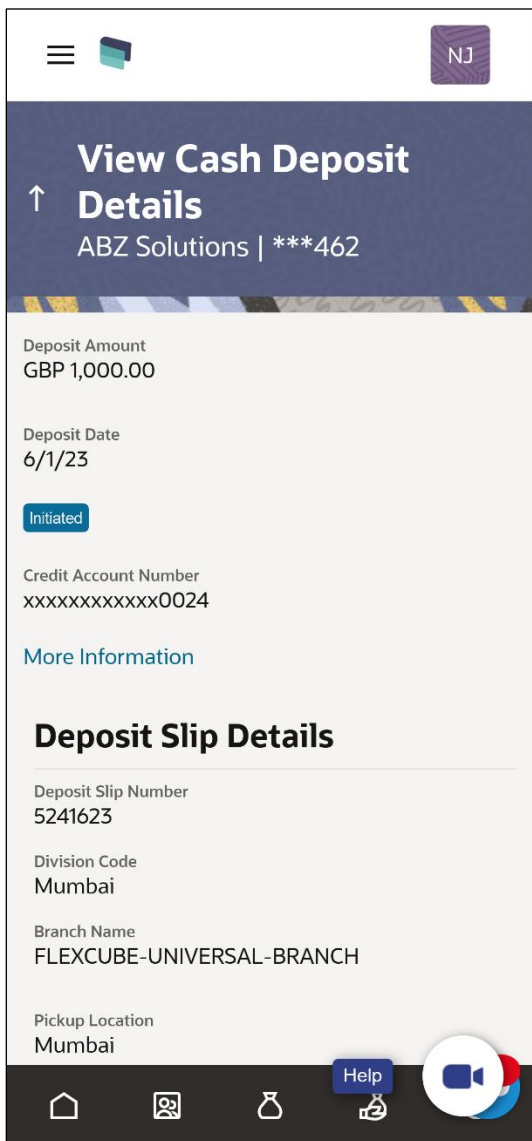 NJ
View Cash Deposit
Details
ABZ Solutions | ***462
Deposit Amount
GBP 1,000.00
Deposit Date
6/1/23
Initiated
Credit Account Number
xxxxxxxxxxxx0024
More Information
Deposit Slip Details
Deposit Slip Number
5241623
Division Code
Mumbai
Branch Name
FLEXCUBE-UNIVERSAL-BRANCH
Pickup Location
Mumbai
Help